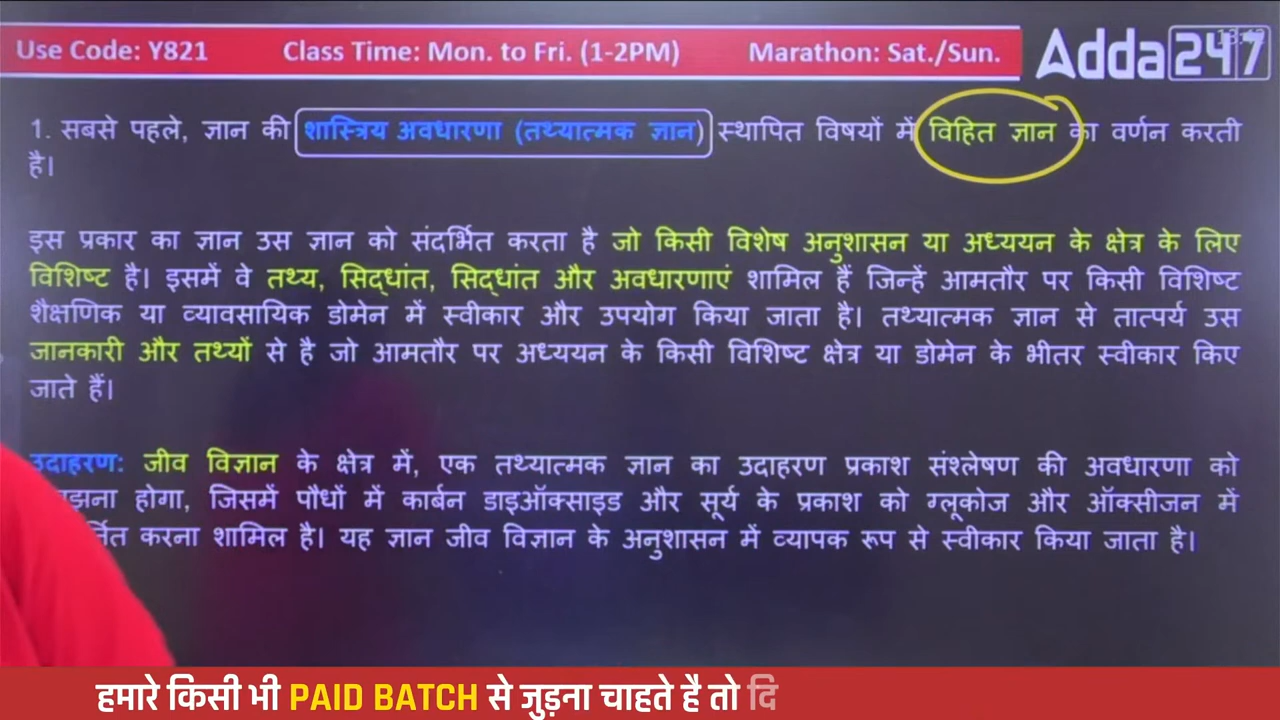 Use Code: Y821 Class Time: Mon. to Fri. (1-2PM) Marathon: Sat./Sun. Adda247
1. सबसे पहले, ज्ञान की शास्त्रिय अवधारणा (तथ्यात्मक ज्ञान) स्थापित विषयों में विहित ज्ञान का वर्णन करती
है।
इस प्रकार का ज्ञान उस ज्ञान को संदर्भित करता है जो किसी विशेष अनुशासन या अध्ययन के क्षेत्र के लिए
विशिष्ट है। इसमें वे तथ्य, सिद्धांत, सिद्धांत और अवधारणाएं शामिल हैं जिन्हें आमतौर पर किसी विशिष्ट
शैक्षणिक या व्यावसायिक डोमेन में स्वीकार और उपयोग किया जाता है। तथ्यात्मक ज्ञान से तात्पर्य उस
जानकारी और तथ्यों से है जो आमतौर पर अध्ययन के किसी विशिष्ट क्षेत्र या डोमेन के भीतर स्वीकार किए
जाते हैं।
उदाहरण: जीव विज्ञान के क्षेत्र में, एक तथ्यात्मक ज्ञान का उदाहरण प्रकाश संश्लेषण की अवधारणा को
होगा, जिसमें पौधों में कार्बन डाइऑक्साइड और सूर्य के प्रकाश को ग्लूकोज और ऑक्सीजन में
करना शामिल है। यह ज्ञान जीव विज्ञान के अनुशासन में व्यापक रूप से स्वीकार किया जाता है।
हमारे किसी भी PAID BATCH से जुड़ना चाहते है तो दि